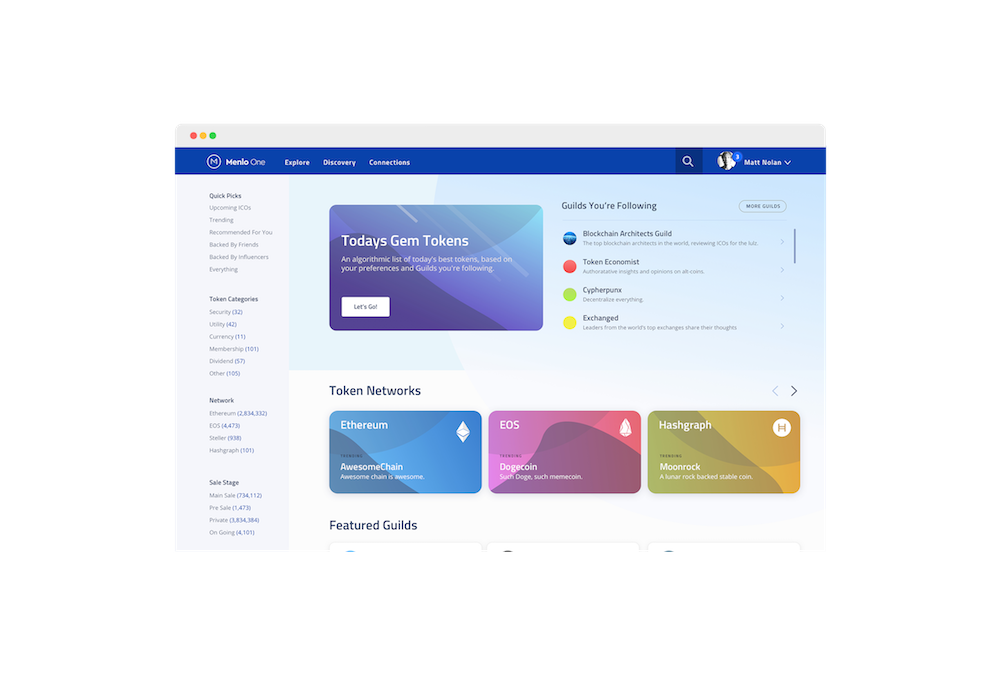 Menlo One
Explore
Discovery
Connections
3
Matt Nolan
Quick Picks
Upcoming ICOs
Trending
Recommended For You
Backed By Friends
Backed By Influencers
Everything
Token Categories
Security (32)
Utility (42)
Currency (11)
Membership (101)
Dividend (57)
Other (105)
Network
Ethereum (2,834,332)
EOS (4,473)
Steller (938)
Hashgraph (101)
Sale Stage
Main Sale (734,112)
Pre Sale (1,473)
Private (3,834,384)
On Going (4,101)
Todays Gem Tokens
An algorithmic list of today's best tokens, based on
your preferences and Guilds you're following.
Let's Go!
Guilds You're Following
MORE GUILDS
Blockchain Architects Guild
The top blockchain architects in the world, reviewing ICOs for the luls.
Token Economist
Authoratative insights and opinions on alt-coins.
Cypherpunx
Decentralize everything.
Exchanged
Leaders from the world's top exchanges share their thoughts
Token Networks
Ethereum
TRENDING
AwesomeChain
Awesome chain is awesome.
EOS
TRENDING
Dogecoin
Such Doge, such memecoin.
Hashgraph
TRENDING
Moonrock
A lunar rock backed stable coin.
Featured Guilds